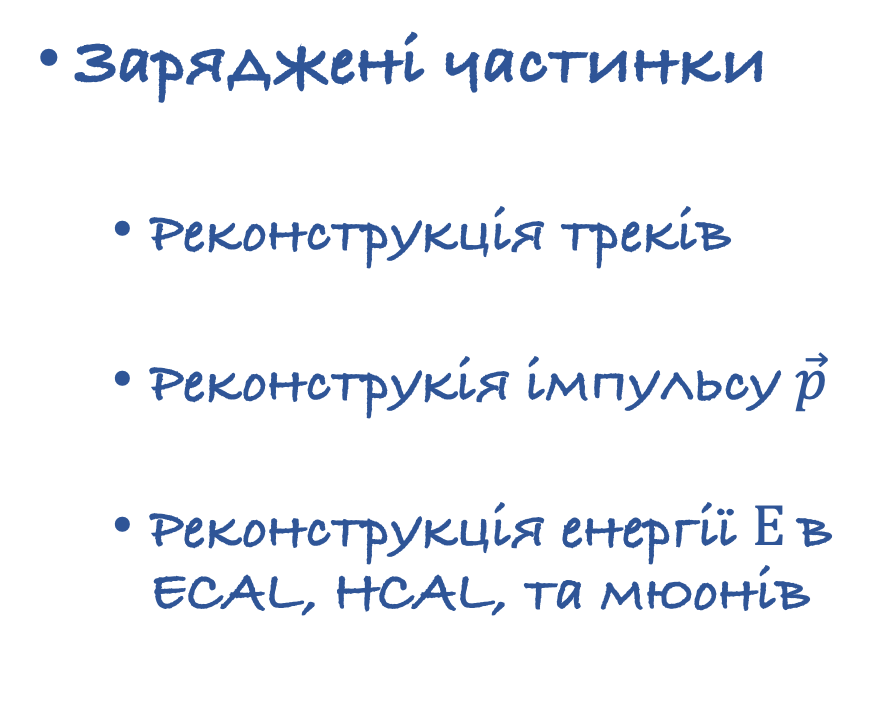 • Заряджені частинки
• Реконструкція треків
• Реконструкія імпульсу p⃗
• Реконструкція енергії E в
ECAL, HCAL, та мюонів